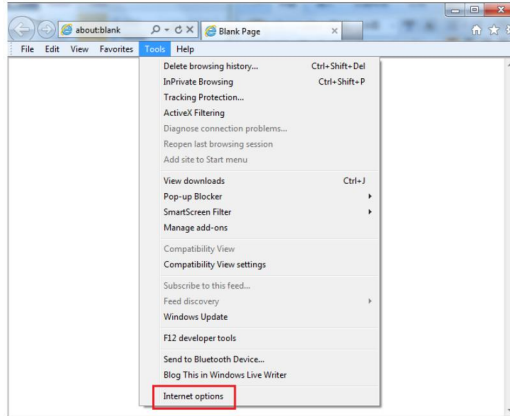 about:blank
Blank Page
File Edit View Favorites Tools Help
Delete browsing history... Ctrl+Shift+Del
InPrivate Browsing Ctrl+Shift+P
Tracking Protection...
ActiveX Filtering
Diagnose connection problems...
Reopen last browsing session
Add site to Start menu
View downloads Ctrl+J
Pop-up Blocker
SmartScreen Filter
Manage add-ons
Compatibility View
Compatibility View settings
Subscribe to this feed...
Feed discovery
Windows Update
F12 developer tools
Send to Bluetooth Device...
Blog This in Windows Live Writer
Internet options